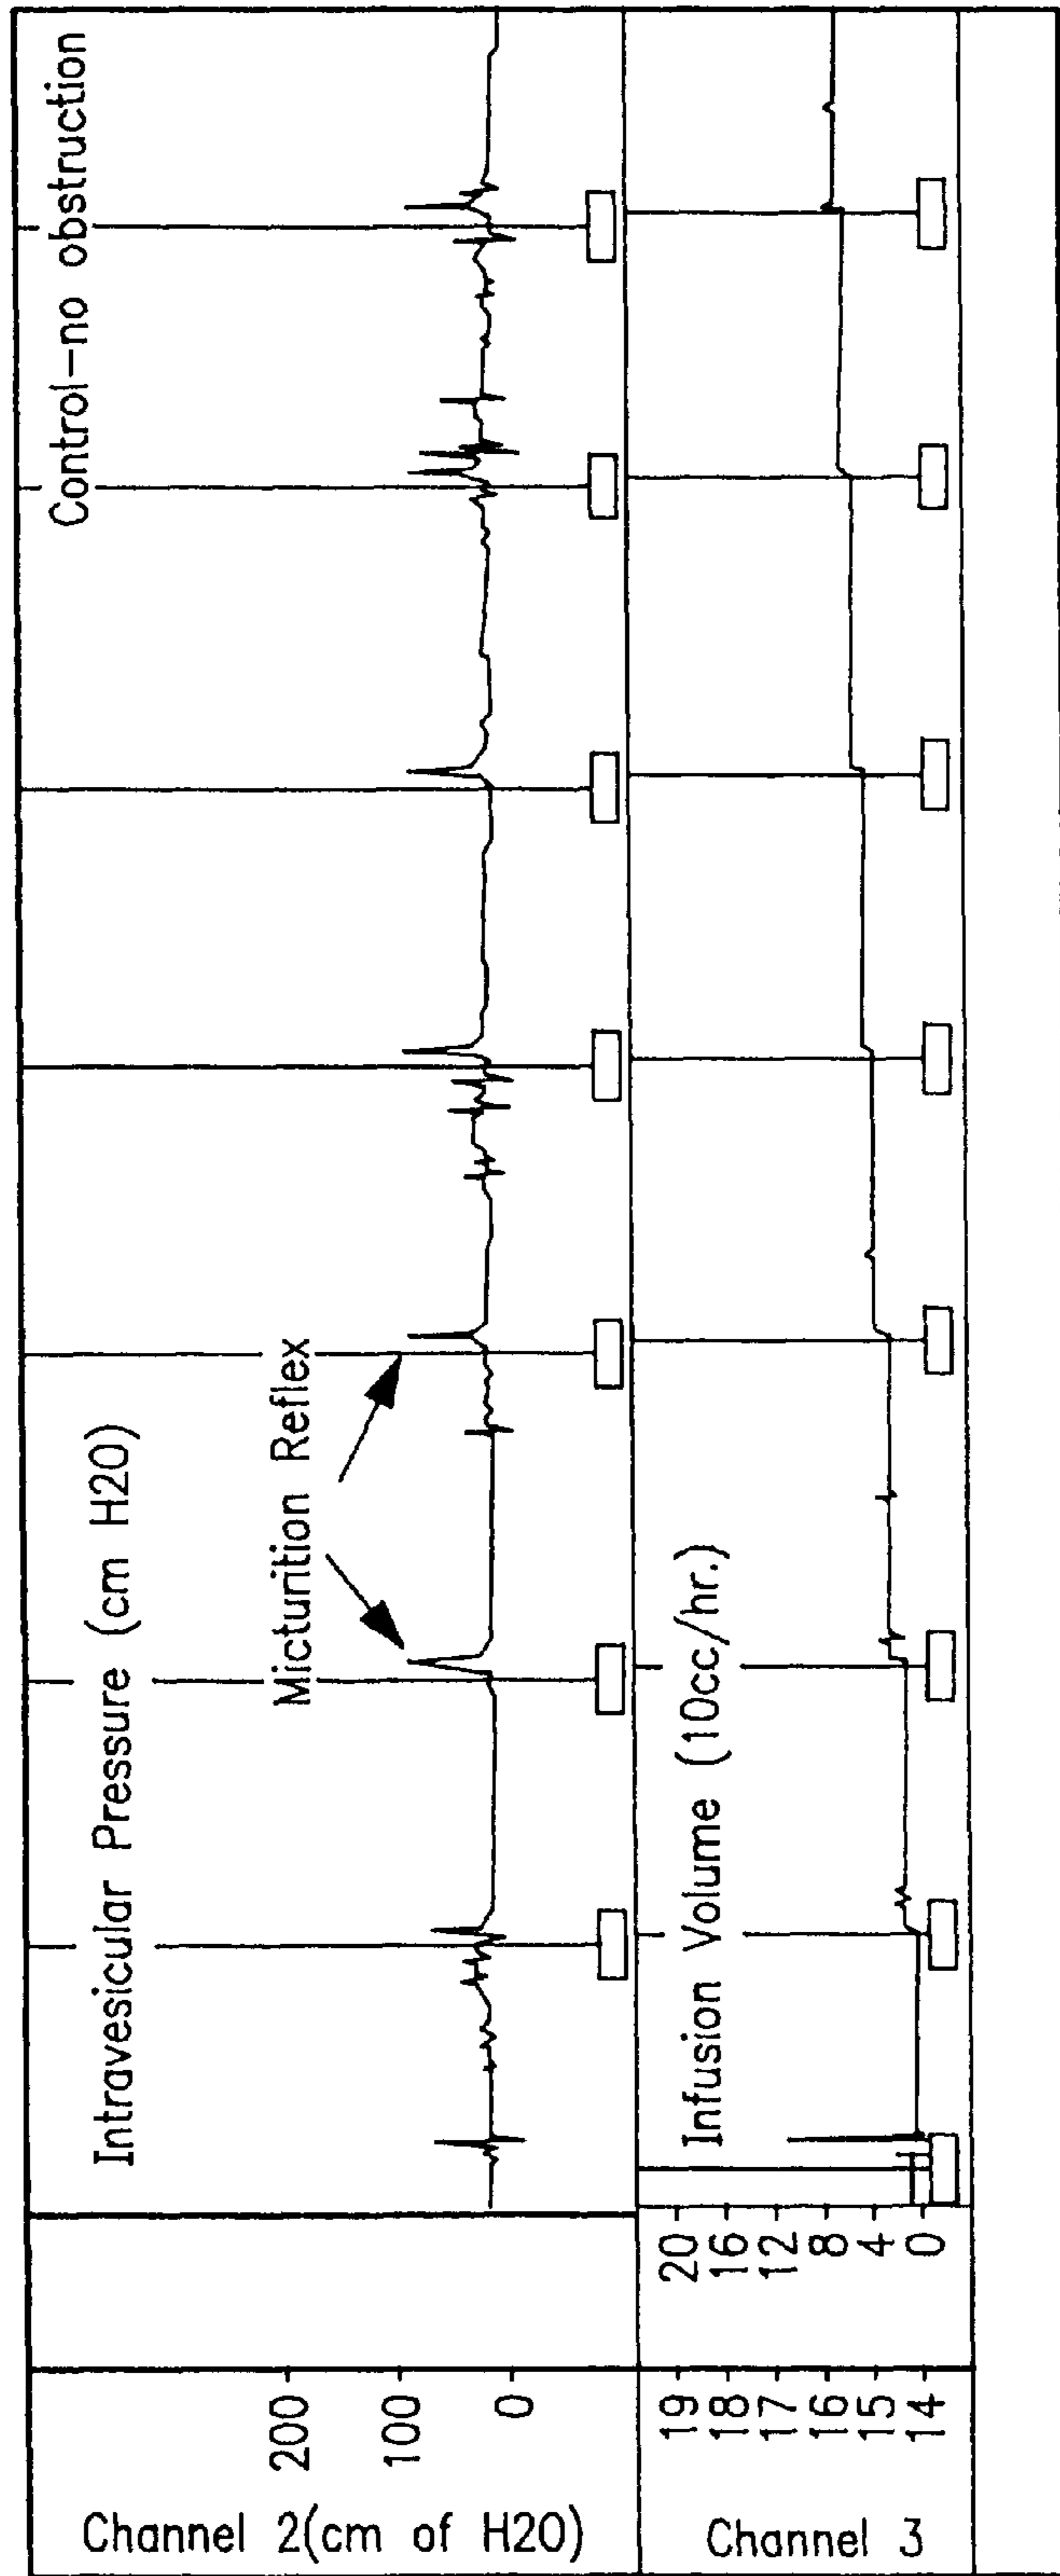 Control-no obstruction
Intravesicular Pressure (cm H20)
Micturition Reflex
200
100
0
Channel 2(cm of H20)
Infusion Volume (10cc/hr.)
20
16
12
8
4
0
19
18
17
16
15
14
Channel 3